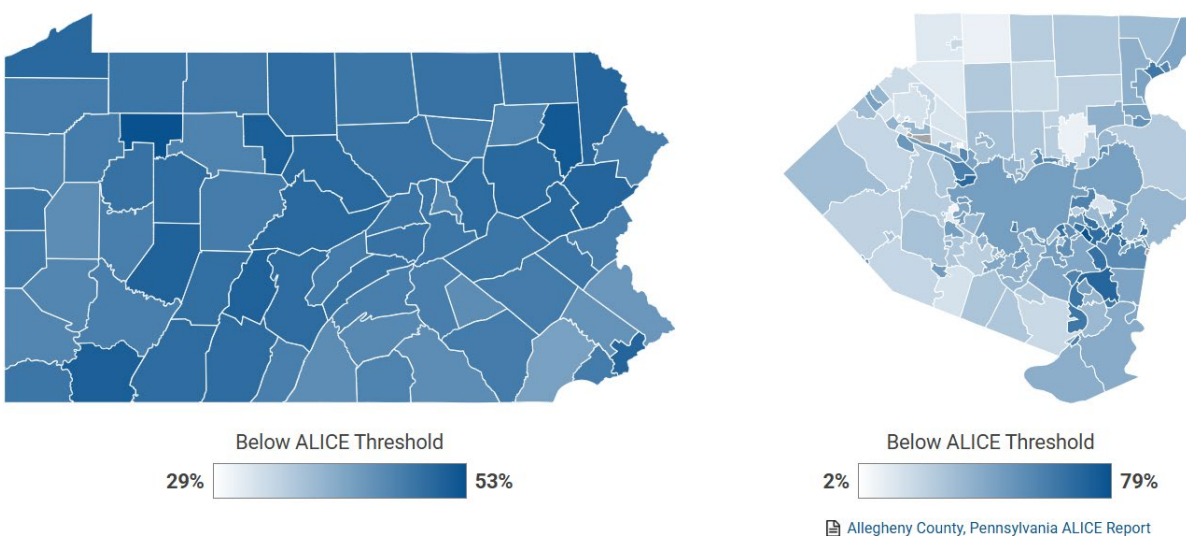 Below ALICE Threshold
29% 53%
Below ALICE Threshold
2% 79%
Allegheny County, Pennsylvania ALICE Report